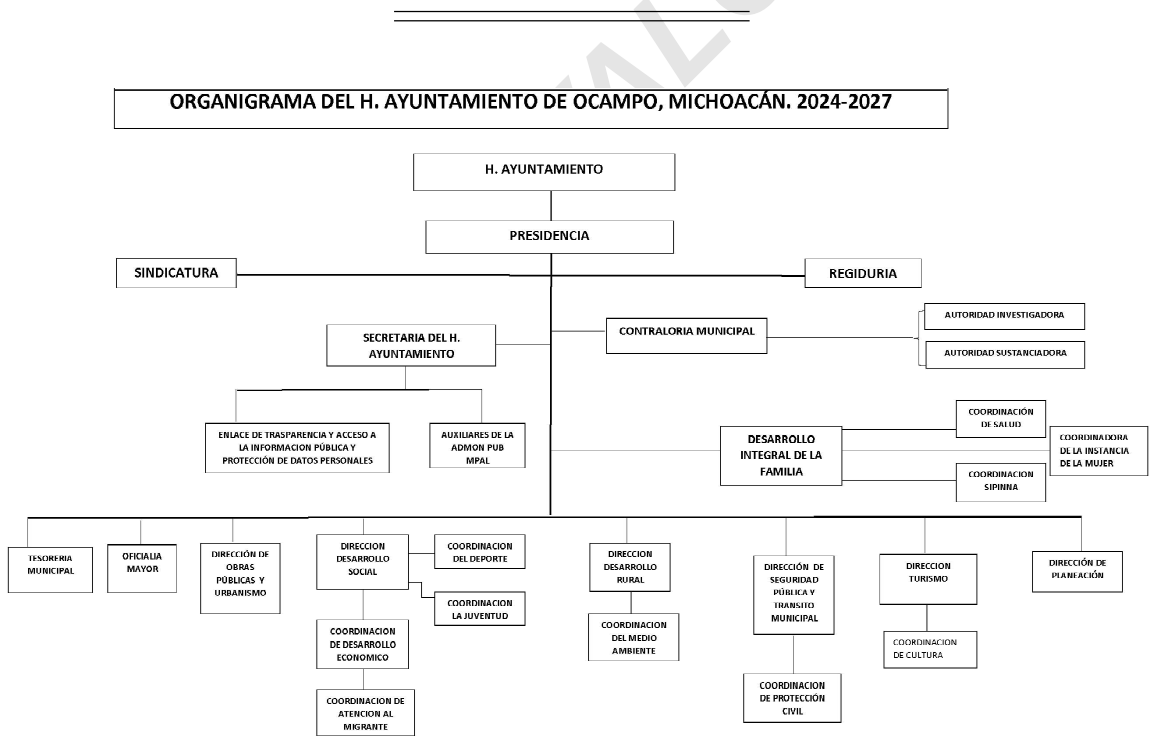 ORGANIGRAMA DEL H. AYUNTAMIENTO DE OCAMPO, MICHOACÁN. 2024-2027
H. AYUNTAMIENTO
PRESIDENCIA
SINDICATURA
REGIDURIA
SECRETARIA DEL H.
AYUNTAMIENTO
CONTRALORIA MUNICIPAL
AUTORIDAD INVESTIGADORA
AUTORIDAD SUSTANCIADORA
ENLACE DE TRASPARENCIA Y ACCESO A
LA INFORMACION PÚBLICA Y
PROTECCIÓN DE DATOS PERSONALES
AUXILIARES DE LA
ADMON PUB
MPAL
DESARROLLO
INTEGRAL DE LA
FAMILIA
COORDINACIÓN
DE SALUD
COORDINADORA
DE LA INSTANCIA
DE LA MUJER
COORDINACION
SIPINNA
TESORERIA
MUNICIPAL
OFICIALIA
MAYOR
DIRECCIÓN DE
OBRAS
PÚBLICAS Y
URBANISMO
DIRECCION
DESARROLLO
SOCIAL
COORDINACION
DEL DEPORTE
COORDINACION
LA JUVENTUD
COORDINACION
DE DESARROLLO
ECONOMICO
COORDINACION DE
ATENCION AL
MIGRANTE
DIRECCION
DESARROLLO
RURAL
COORDINACION
DEL MEDIO
AMBIENTE
DIRECCIÓN DE
SEGURIDAD
PÚBLICA Y
TRANSITO
MUNICIPAL
COORDINACION
DE PROTECCIÓN
CIVIL
DIRECCION
TURISMO
COORDINACION
DE CULTURA
DIRECCIÓN DE
PLANEACIÓN